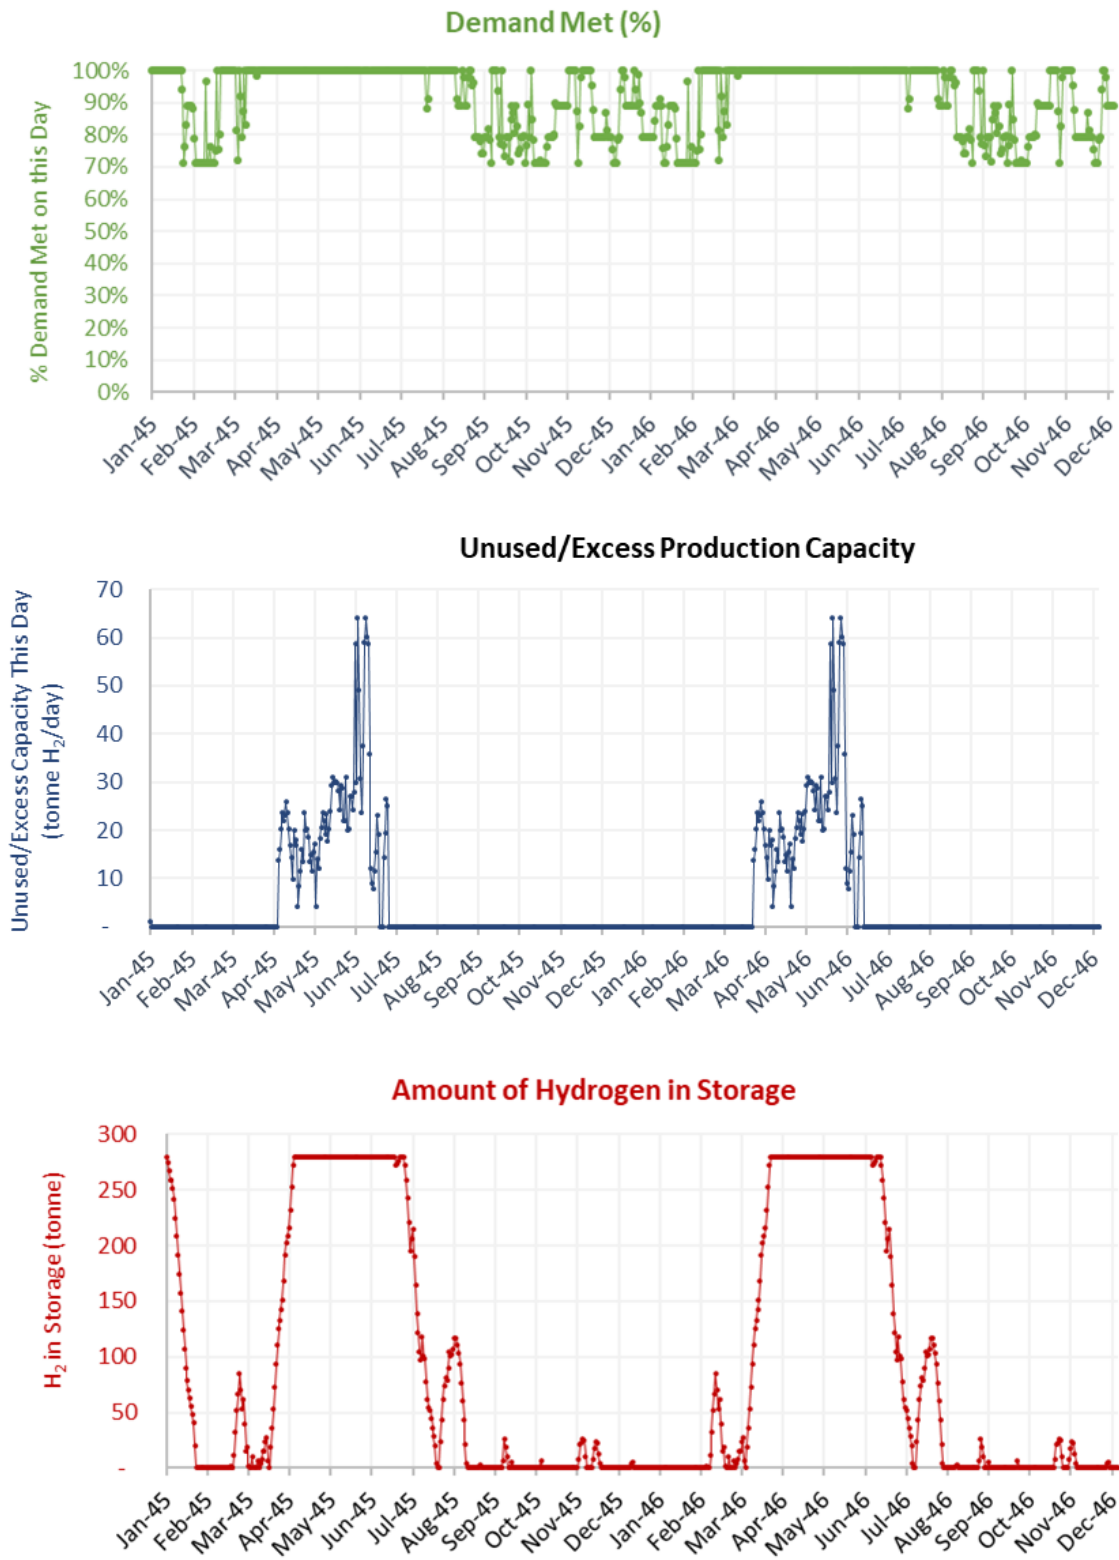 Demand Met (%)
% Demand Met on this Day
100%
90%
80%
70%
60%
50%
40%
30%
20%
10%
0%
Jan-45 Feb-45 Mar-45 Apr-45 May-45 Jun-45 Jul-45 Aug-45 Sep-45 Oct-45 Nov-45 Dec-45 Jan-46 Feb-46 Mar-46 Apr-46 May-46 Jun-46 Jul-46 Aug-46 Sep-46 Oct-46 Nov-46 Dec-46
Unused/Excess Production Capacity
Unused/Excess Capacity This Day
(tonne H₂/day)
70
60
50
40
30
20
10
-
Jan-45 Feb-45 Mar-45 Apr-45 May-45 Jun-45 Jul-45 Aug-45 Sep-45 Oct-45 Nov-45 Dec-45 Jan-46 Feb-46 Mar-46 Apr-46 May-46 Jun-46 Jul-46 Aug-46 Sep-46 Oct-46 Nov-46 Dec-46
Amount of Hydrogen in Storage
H₂ in Storage (tonne)
300
250
200
150
100
50
-
Jan-45 Feb-45 Mar-45 Apr-45 May-45 Jun-45 Jul-45 Aug-45 Sep-45 Oct-45 Nov-45 Dec-45 Jan-46 Feb-46 Mar-46 Apr-46 May-46 Jun-46 Jul-46 Aug-46 Sep-46 Oct-46 Nov-46 Dec-46